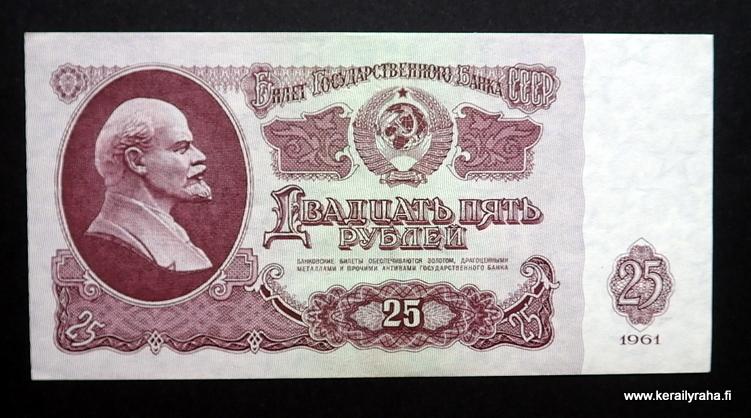 Билет Государственного Банка СССР
Двадцать пять
рублей
БАНКОВСКИЕ БИЛЕТЫ ОБЕСПЕЧИВАЮТСЯ ЗОЛОТОМ, ДРАГОЦЕННЫМИ
МЕТАЛЛАМИ И ПРОЧИМИ АКТИВАМИ ГОСУДАРСТВЕННОГО БАНКА
25
25
25
25
1961
www.kerailyraha.fi